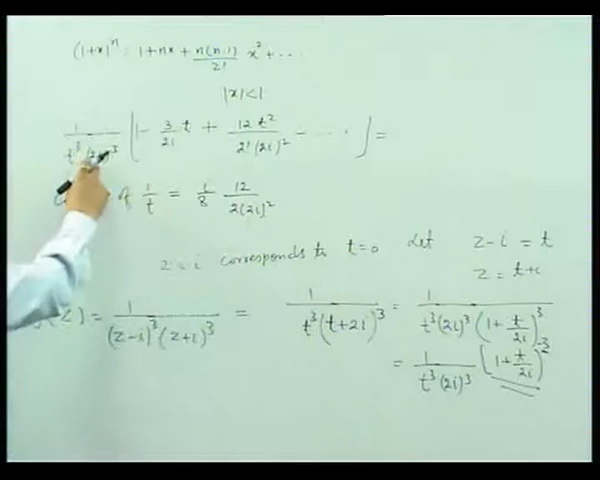 (1+x)^n = 1+nx + n(n-1)/2! x^2 + ...
|x|<1
1/(t^3 (2i)^3) [1 - 3/2i t + 12t^2/(2!(2i)^2) - ...... ] =
of 1/t = 1/8 12/(2(2i)^2)
z = i corresponds to t=0 Let z-i = t
z = t+i
(z) = 1/((z-i)^3 (z+i)^3) = 1/(t^3(t+2i)^3) = 1/(t^3(2i)^3 (1+ t/2i)^3)
= 1/(t^3(2i)^3) [1+ t/2i]^-3